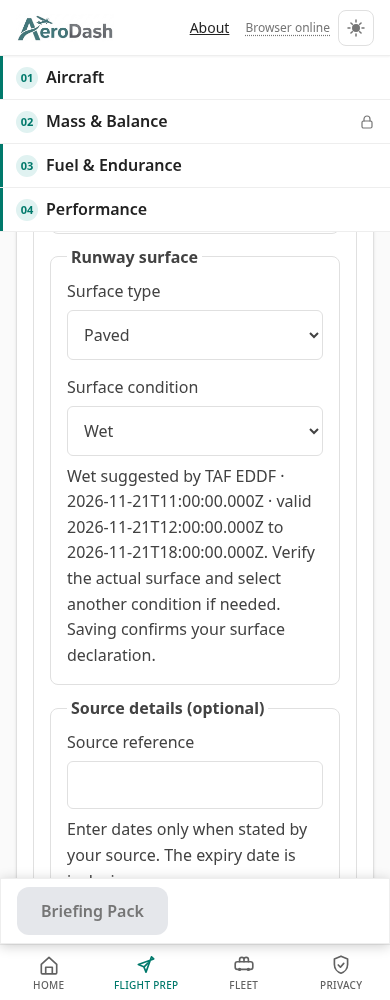 AeroDash
About
Browser online
01 Aircraft
02 Mass & Balance
03 Fuel & Endurance
04 Performance
Runway surface
Surface type
Paved
Surface condition
Wet
Wet suggested by TAF EDDF ·
2026-11-21T11:00:00.000Z · valid
2026-11-21T12:00:00.000Z to
2026-11-21T18:00:00.000Z. Verify
the actual surface and select
another condition if needed.
Saving confirms your surface
declaration.
Source details (optional)
Source reference
Enter dates only when stated by
your source. The expiry date is
Briefing Pack
HOME
FLIGHT PREP
FLEET
PRIVACY